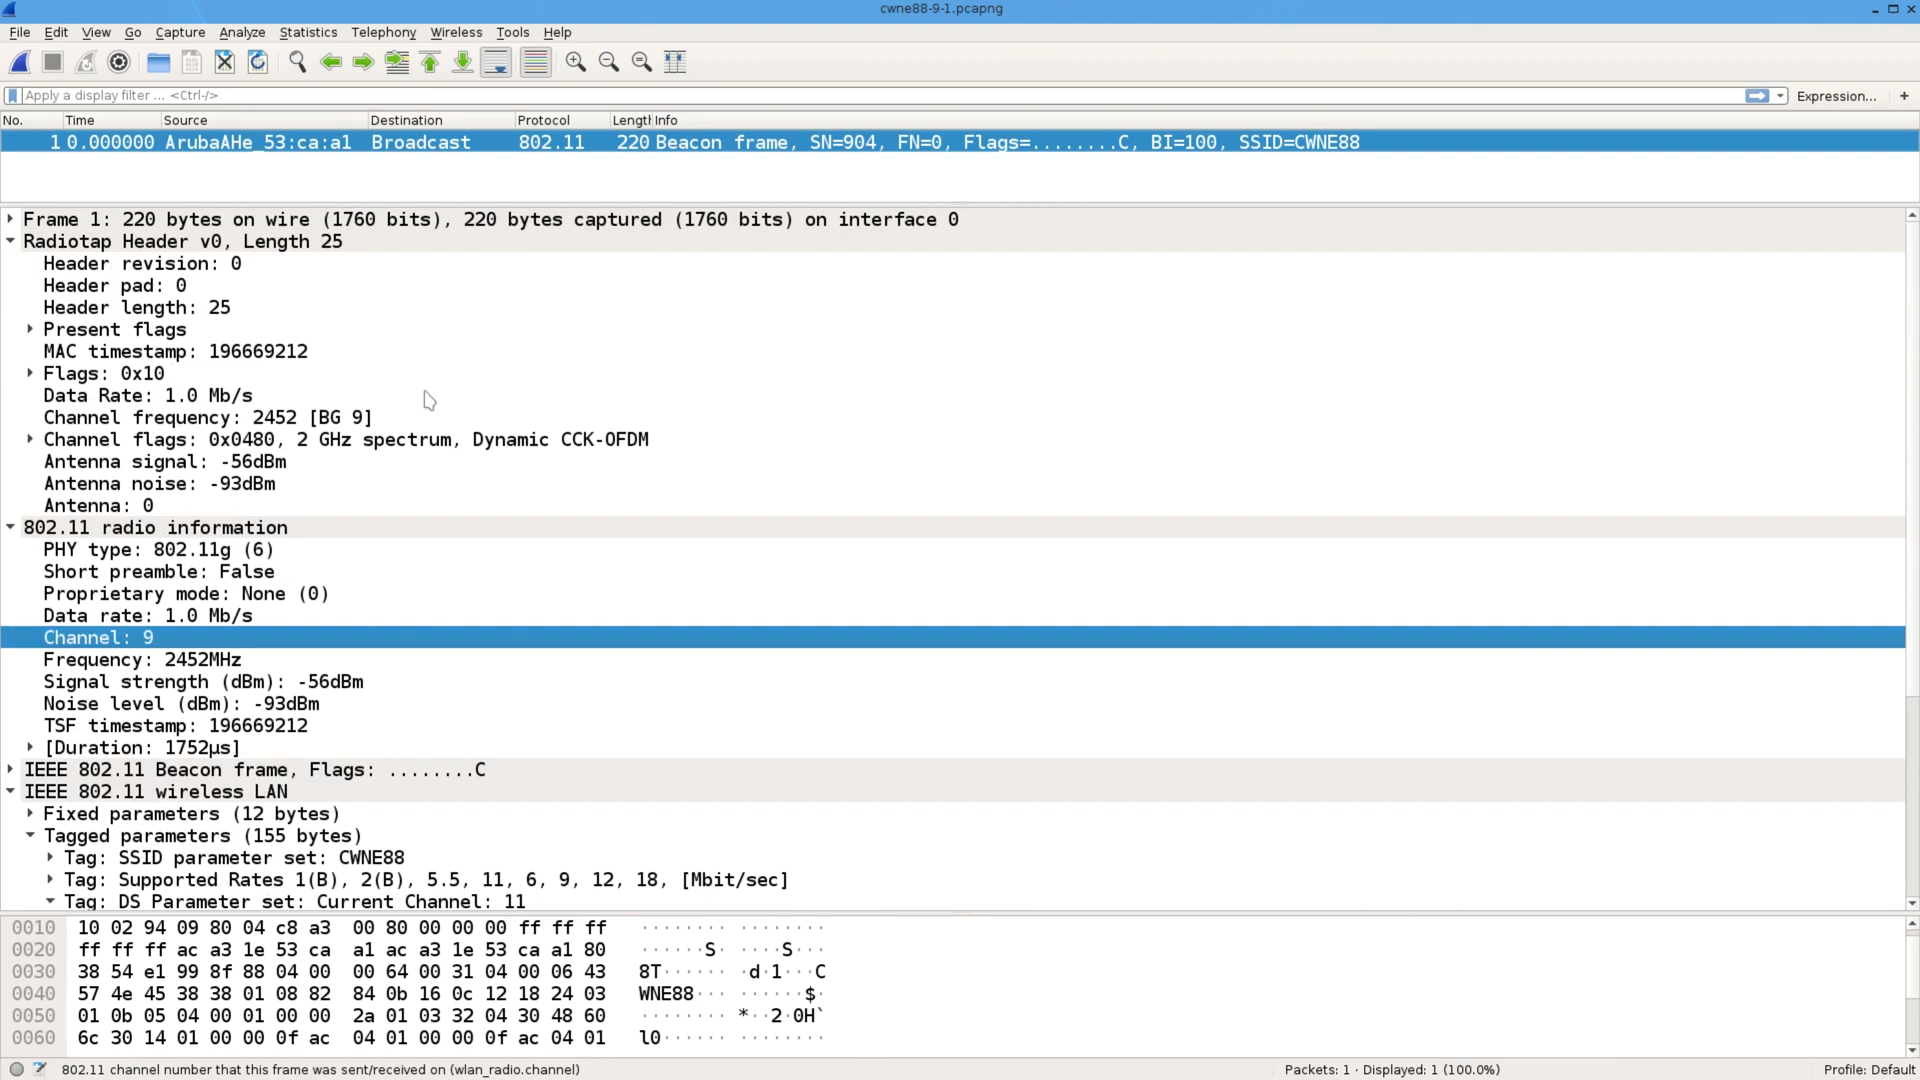 cwne88-9-1.pcapng
File Edit View Go Capture Analyze Statistics Telephony Wireless Tools Help
Apply a display filter ... <Ctrl-/> Expression... +
No. Time Source Destination Protocol Length Info
1 0.000000 ArubaAHe_53:ca:a1 Broadcast 802.11 220 Beacon frame, SN=904, FN=0, Flags=........C, BI=100, SSID=CWNE88
Frame 1: 220 bytes on wire (1760 bits), 220 bytes captured (1760 bits) on interface 0
Radiotap Header v0, Length 25
Header revision: 0
Header pad: 0
Header length: 25
Present flags
MAC timestamp: 196669212
Flags: 0x10
Data Rate: 1.0 Mb/s
Channel frequency: 2452 [BG 9]
Channel flags: 0x0480, 2 GHz spectrum, Dynamic CCK-OFDM
Antenna signal: -56dBm
Antenna noise: -93dBm
Antenna: 0
802.11 radio information
PHY type: 802.11g (6)
Short preamble: False
Proprietary mode: None (0)
Data rate: 1.0 Mb/s
Channel: 9
Frequency: 2452MHz
Signal strength (dBm): -56dBm
Noise level (dBm): -93dBm
TSF timestamp: 196669212
[Duration: 1752µs]
IEEE 802.11 Beacon frame, Flags: ........C
IEEE 802.11 wireless LAN
Fixed parameters (12 bytes)
Tagged parameters (155 bytes)
Tag: SSID parameter set: CWNE88
Tag: Supported Rates 1(B), 2(B), 5.5, 11, 6, 9, 12, 18, [Mbit/sec]
Tag: DS Parameter set: Current Channel: 11
0010 10 02 94 09 80 04 c8 a3 00 80 00 00 00 ff ff ff ········ ········
0020 ff ff ff ac a3 1e 53 ca a1 ac a3 1e 53 ca a1 80 ······S· ····S···
0030 38 54 e1 99 8f 88 04 00 00 64 00 31 04 00 06 43 8T······ ·d·1···C
0040 57 4e 45 38 38 01 08 82 84 0b 16 0c 12 18 24 03 WNE88··· ······$·
0050 01 0b 05 04 00 01 00 00 2a 01 03 32 04 30 48 60 ········ *··2·0H`
0060 6c 30 14 01 00 00 0f ac 04 01 00 00 0f ac 04 01 l0······ ········
802.11 channel number that this frame was sent/received on (wlan_radio.channel) Packets: 1 · Displayed: 1 (100.0%) Profile: Default